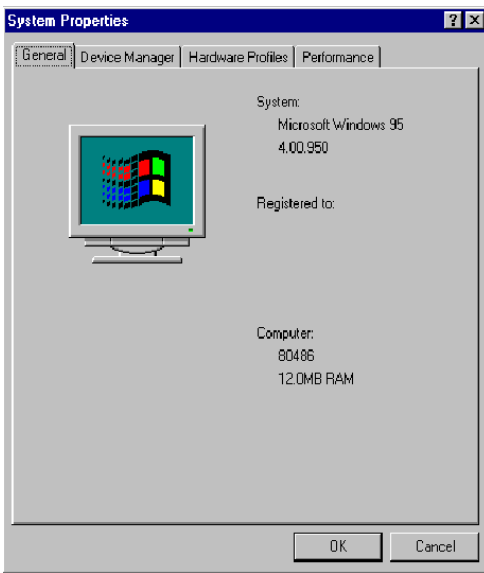 System Properties
General Device Manager Hardware Profiles Performance
System:
Microsoft Windows 95
4.00.950
Registered to:
Computer:
80486
12.0MB RAM
OK Cancel